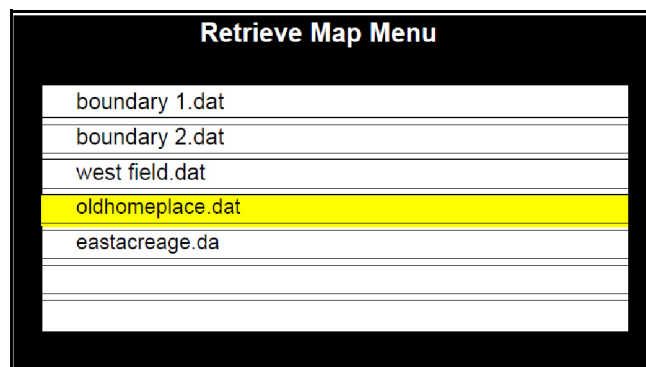 Retrieve Map Menu
boundary 1.dat
boundary 2.dat
west field.dat
oldhomeplace.dat
eastacreage.da